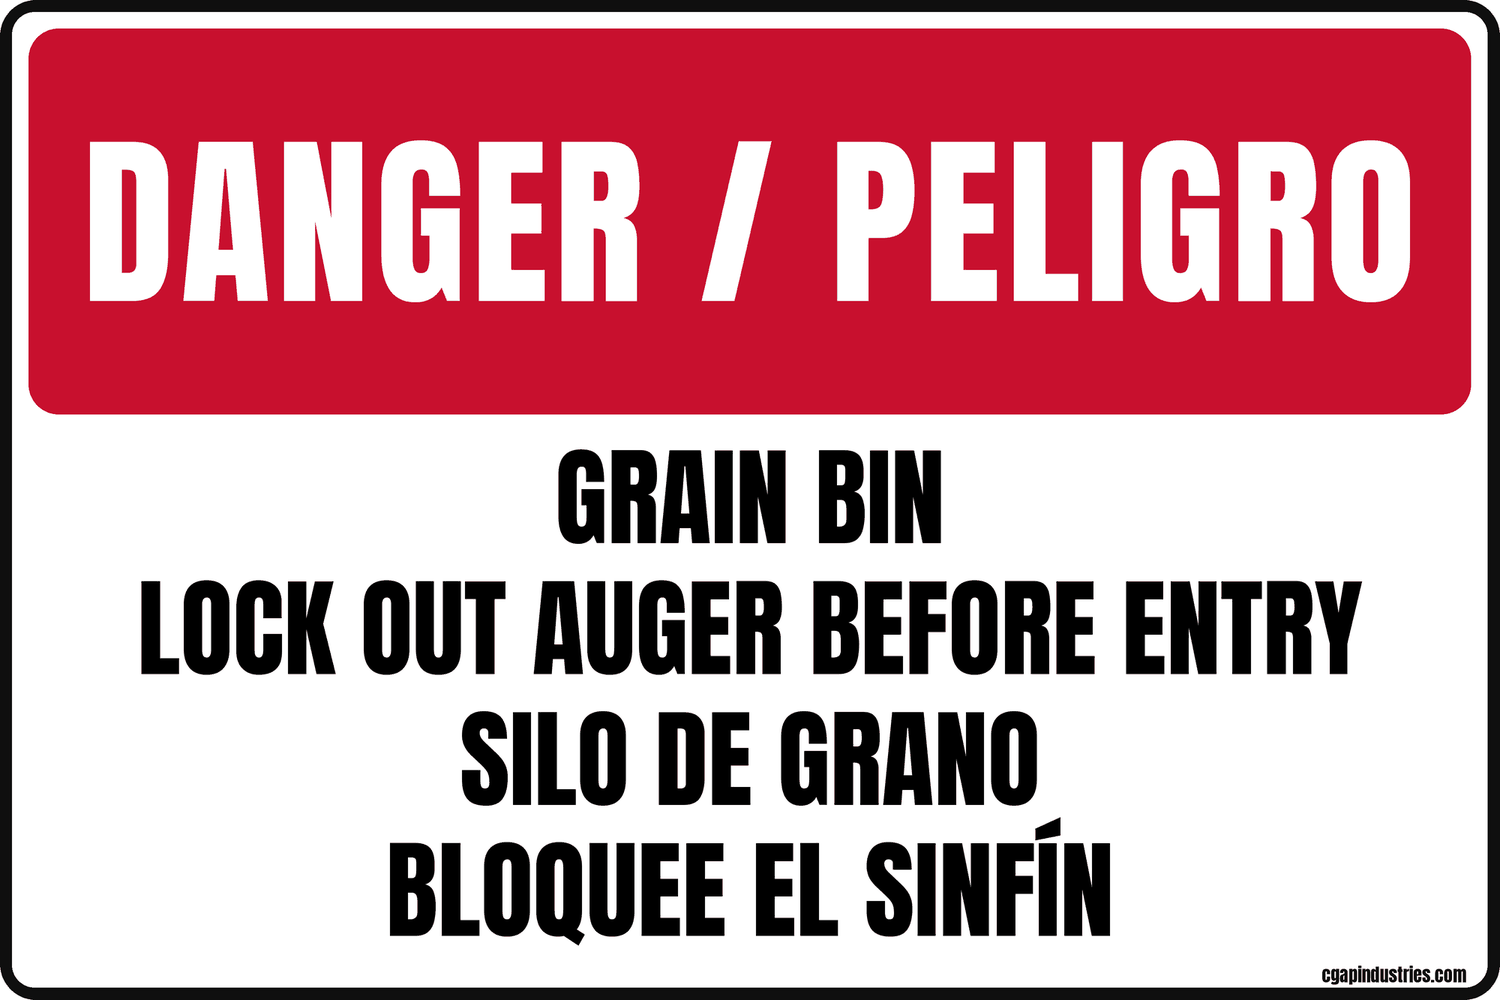 DANGER / PELIGRO
GRAIN BIN
LOCK OUT AUGER BEFORE ENTRY
SILO DE GRANO
BLOQUEE EL SINFÍN
cgapindustries.com